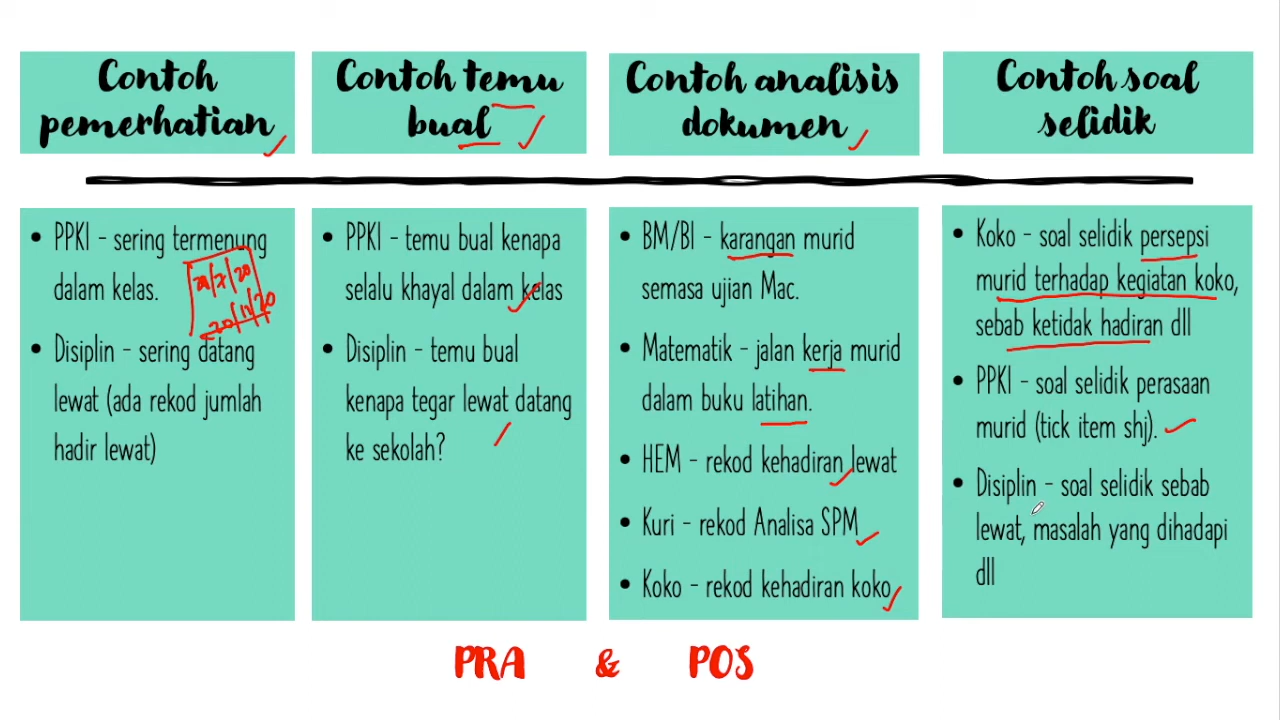 Contoh
pemerhatian
Contoh temu
bual
Contoh analisis
dokumen
Contoh soal
selidik
• PPKI - sering termenung
dalam kelas.
• Disiplin - sering datang
lewat (ada rekod jumlah
hadir lewat)
• PPKI - temu bual kenapa
selalu khayal dalam kelas
• Disiplin - temu bual
kenapa tegar lewat datang
ke sekolah?
• BM/BI - karangan murid
semasa ujian Mac.
• Matematik - jalan kerja murid
dalam buku latihan.
• HEM - rekod kehadiran lewat
• Kuri - rekod Analisa SPM
• Koko - rekod kehadiran koko
• Koko - soal selidik persepsi
murid terhadap kegiatan koko,
sebab ketidak hadiran dll
• PPKI - soal selidik perasaan
murid (tick item shj).
• Disiplin - soal selidik sebab
lewat, masalah yang dihadapi
dll
PRA & POS